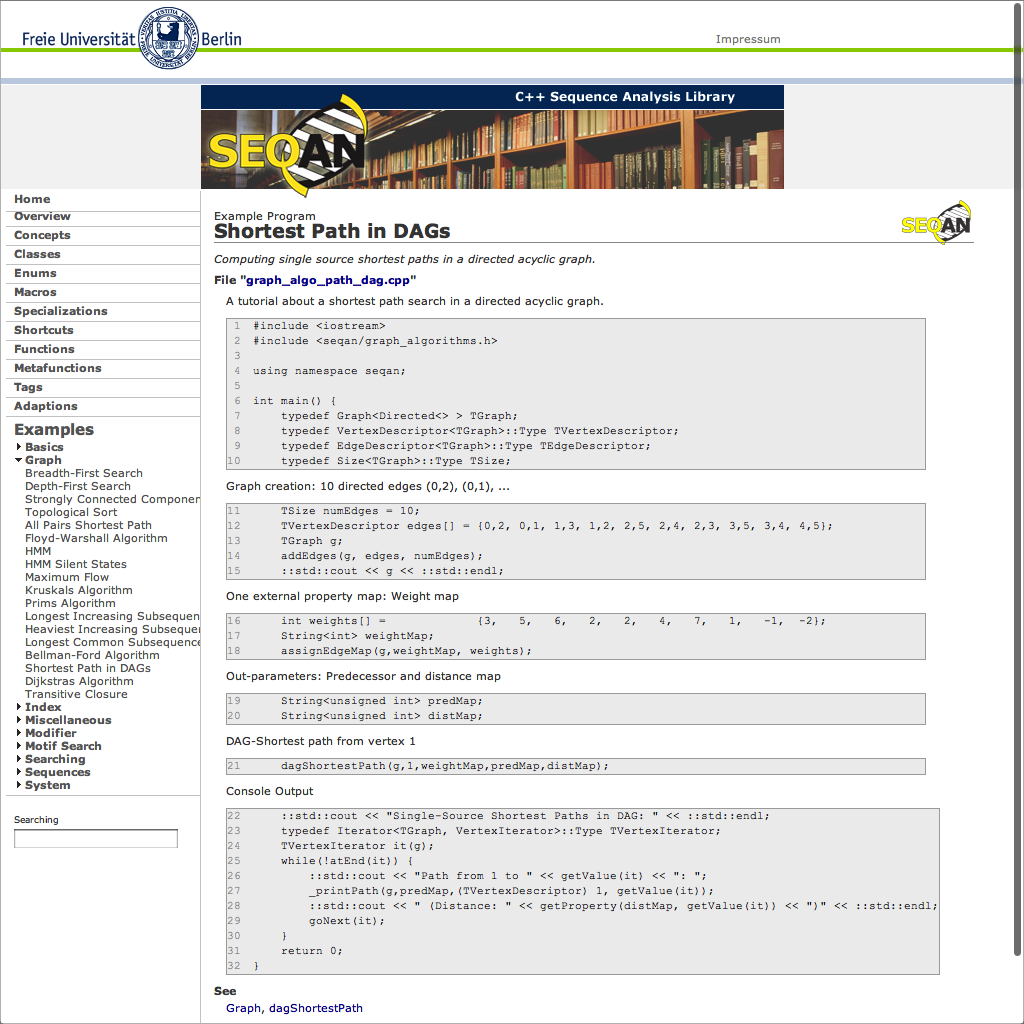 Freie Universität Berlin
Impressum
C++ Sequence Analysis Library
SEQAN
Home
Overview
Concepts
Classes
Enums
Macros
Specializations
Shortcuts
Functions
Metafunctions
Tags
Adaptions
Examples
Basics
Graph
Breadth-First Search
Depth-First Search
Strongly Connected Componen
Topological Sort
All Pairs Shortest Path
Floyd-Warshall Algorithm
HMM
HMM Silent States
Maximum Flow
Kruskals Algorithm
Prims Algorithm
Longest Increasing Subsequen
Heaviest Increasing Subseque
Longest Common Subsequence
Bellman-Ford Algorithm
Shortest Path in DAGs
Dijkstras Algorithm
Transitive Closure
Index
Miscellaneous
Modifier
Motif Search
Searching
Sequences
System
Searching
Example Program
Shortest Path in DAGs
SEQAN
Computing single source shortest paths in a directed acyclic graph.
File "graph_algo_path_dag.cpp"
A tutorial about a shortest path search in a directed acyclic graph.
1 #include <iostream>
2 #include <seqan/graph_algorithms.h>
3
4 using namespace seqan;
5
6 int main() {
7     typedef Graph<Directed<> > TGraph;
8     typedef VertexDescriptor<TGraph>::Type TVertexDescriptor;
9     typedef EdgeDescriptor<TGraph>::Type TEdgeDescriptor;
10     typedef Size<TGraph>::Type TSize;
Graph creation: 10 directed edges (0,2), (0,1), ...
11     TSize numEdges = 10;
12     TVertexDescriptor edges[] = {0,2, 0,1, 1,3, 1,2, 2,5, 2,4, 2,3, 3,5, 3,4, 4,5};
13     TGraph g;
14     addEdges(g, edges, numEdges);
15     ::std::cout << g << ::std::endl;
One external property map: Weight map
16     int weights[] =             {3,   5,   6,   2,   2,   4,   7,   1,   -1,  -2};
17     String<int> weightMap;
18     assignEdgeMap(g,weightMap, weights);
Out-parameters: Predecessor and distance map
19     String<unsigned int> predMap;
20     String<unsigned int> distMap;
DAG-Shortest path from vertex 1
21     dagShortestPath(g,1,weightMap,predMap,distMap);
Console Output
22     ::std::cout << "Single-Source Shortest Paths in DAG: " << ::std::endl;
23     typedef Iterator<TGraph, VertexIterator>::Type TVertexIterator;
24     TVertexIterator it(g);
25     while(!atEnd(it)) {
26         ::std::cout << "Path from 1 to " << getValue(it) << ": ";
27         _printPath(g,predMap,(TVertexDescriptor) 1, getValue(it));
28         ::std::cout << " (Distance: " << getProperty(distMap, getValue(it)) << ")" << ::std::endl;
29         goNext(it);
30     }
31     return 0;
32 }
See
Graph, dagShortestPath